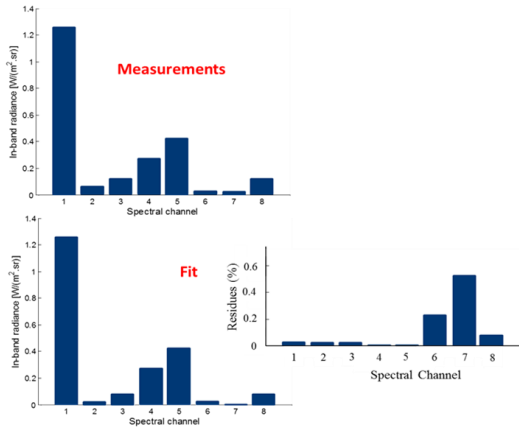 1.4
1.2
1
0.8
0.6
0.4
0.2
0
In-band radiance [W/(m².sr)]
Measurements
1 2 3 4 5 6 7 8
Spectral channel
1.4
1.2
1
0.8
0.6
0.4
0.2
0
In-band radiance [W/(m².sr)]
Fit
1 2 3 4 5 6 7 8
Spectral channel
0.6
0.4
0.2
0
Residues (%)
1 2 3 4 5 6 7 8
Spectral Channel